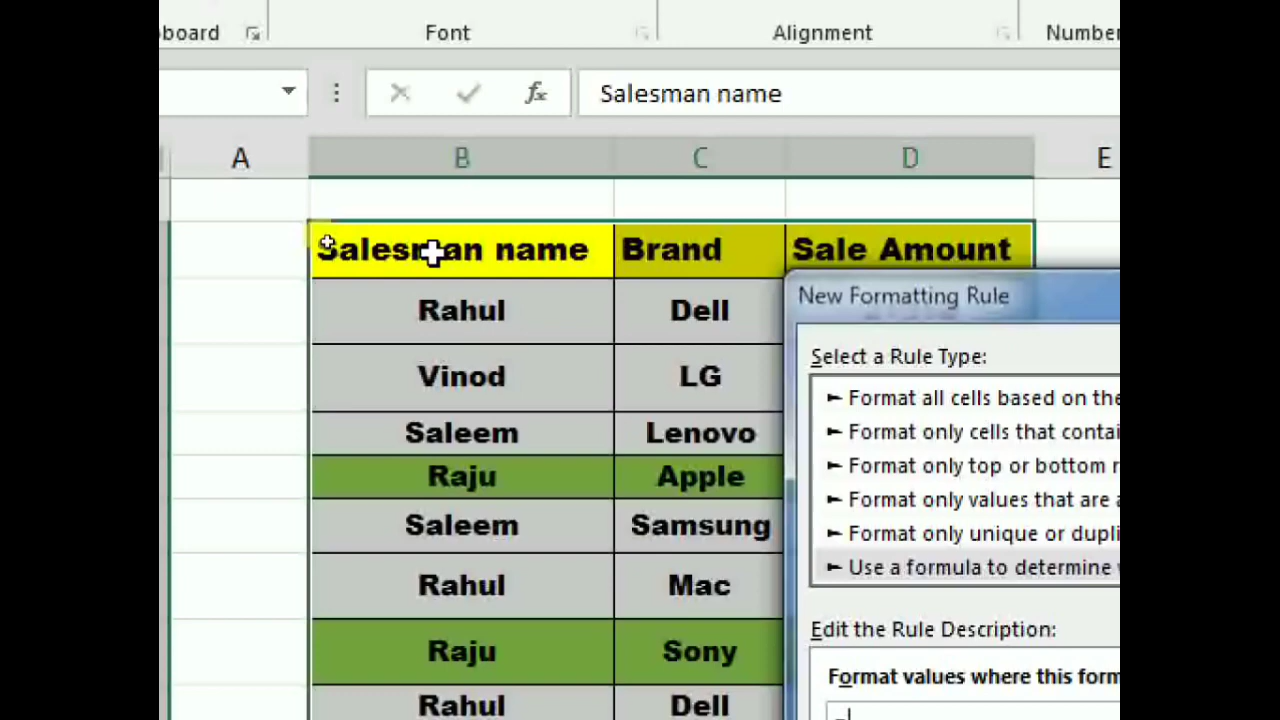 board Font Alignment Number
Salesman name
A B C D E
Salesman name Brand Sale Amount
New Formatting Rule
Rahul Dell
Select a Rule Type:
Vinod LG
► Format all cells based on the
Saleem Lenovo
► Format only cells that contai
► Format only top or bottom r
Raju Apple
► Format only values that are a
Saleem Samsung
► Format only unique or dupli
► Use a formula to determine
Rahul Mac
Edit the Rule Description:
Raju Sony
Format values where this form
Rahul Dell
=